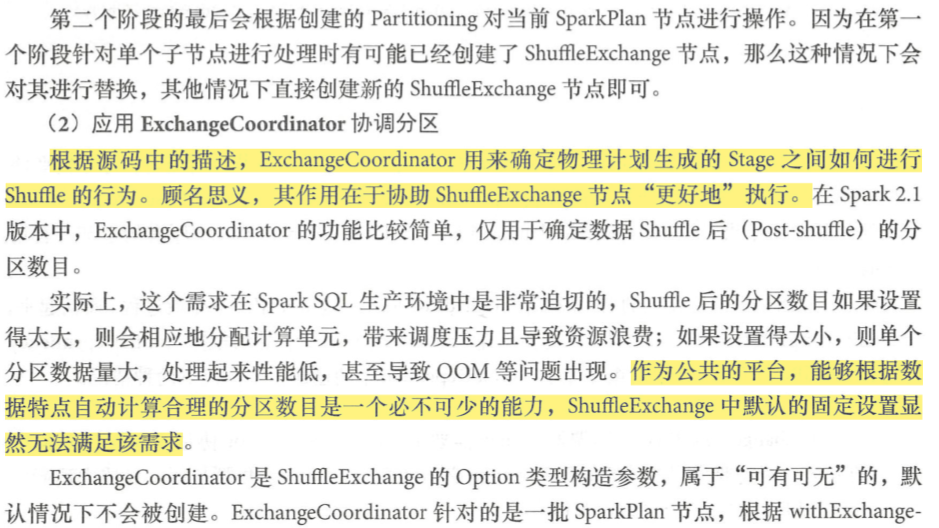 第二个阶段的最后会根据创建的 Partitioning 对当前 SparkPlan 节点进行操作。因为在第一
个阶段针对单个子节点进行处理时有可能已经创建了 ShuffleExchange 节点，那么这种情况下会
对其进行替换，其他情况下直接创建新的 ShuffleExchange 节点即可。
（2）应用 ExchangeCoordinator 协调分区
根据源码中的描述，ExchangeCoordinator 用来确定物理计划生成的 Stage 之间如何进行
Shuffle 的行为。顾名思义，其作用在于协助 ShuffleExchange 节点“更好地”执行。在 Spark 2.1
版本中，ExchangeCoordinator 的功能比较简单，仅用于确定数据 Shuffle 后（Post-shuffle）的分
区数目。
实际上，这个需求在 Spark SQL 生产环境中是非常迫切的，Shuffle 后的分区数目如果设置
得太大，则会相应地分配计算单元，带来调度压力且导致资源浪费；如果设置得太小，则单个
分区数据量大，处理起来性能低，甚至导致 OOM 等问题出现。作为公共的平台，能够根据数
据特点自动计算合理的分区数目是一个必不可少的能力，ShuffleExchange 中默认的固定设置显
然无法满足该需求。
ExchangeCoordinator 是 ShuffleExchange 的 Option 类型构造参数，属于“可有可无”的，默
认情况下不会被创建。ExchangeCoordinator 针对的是一批 SparkPlan 节点，根据 withExchange-